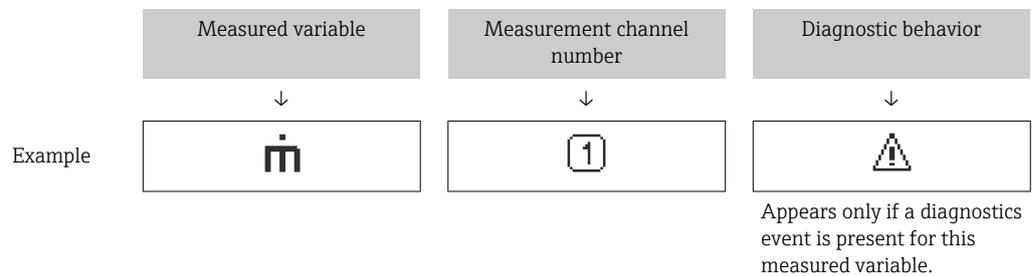 Measured variable
Measurement channel
number
Diagnostic behavior
↓ ↓ ↓
Example
ṁ
1
⚠
Appears only if a diagnostics
event is present for this
measured variable.